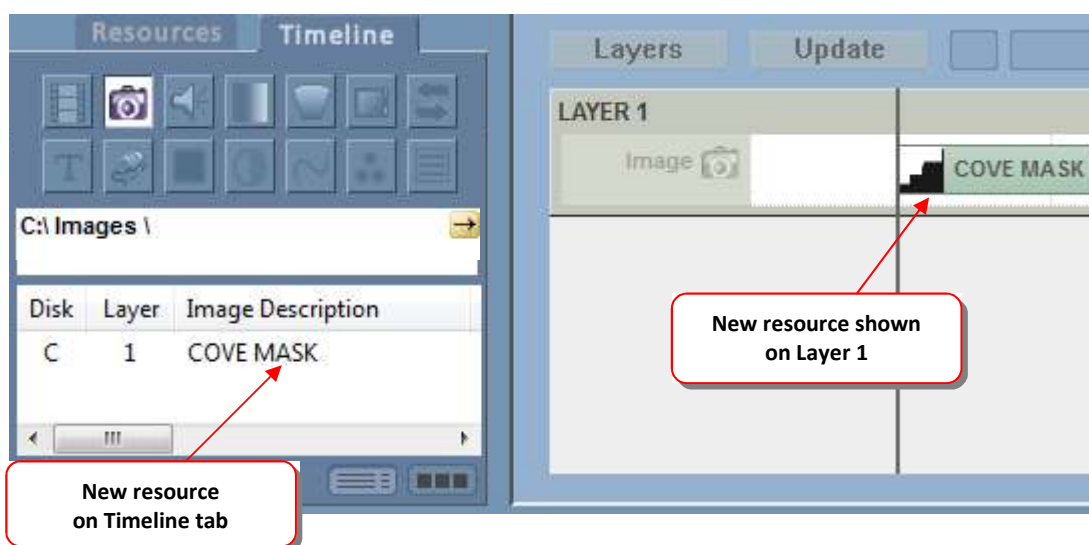 Resources Timeline
T
C:\ Images \
Disk Layer Image Description
C 1 COVE MASK
New resource
on Timeline tab
Layers Update
LAYER 1
Image
COVE MASK
New resource shown
on Layer 1